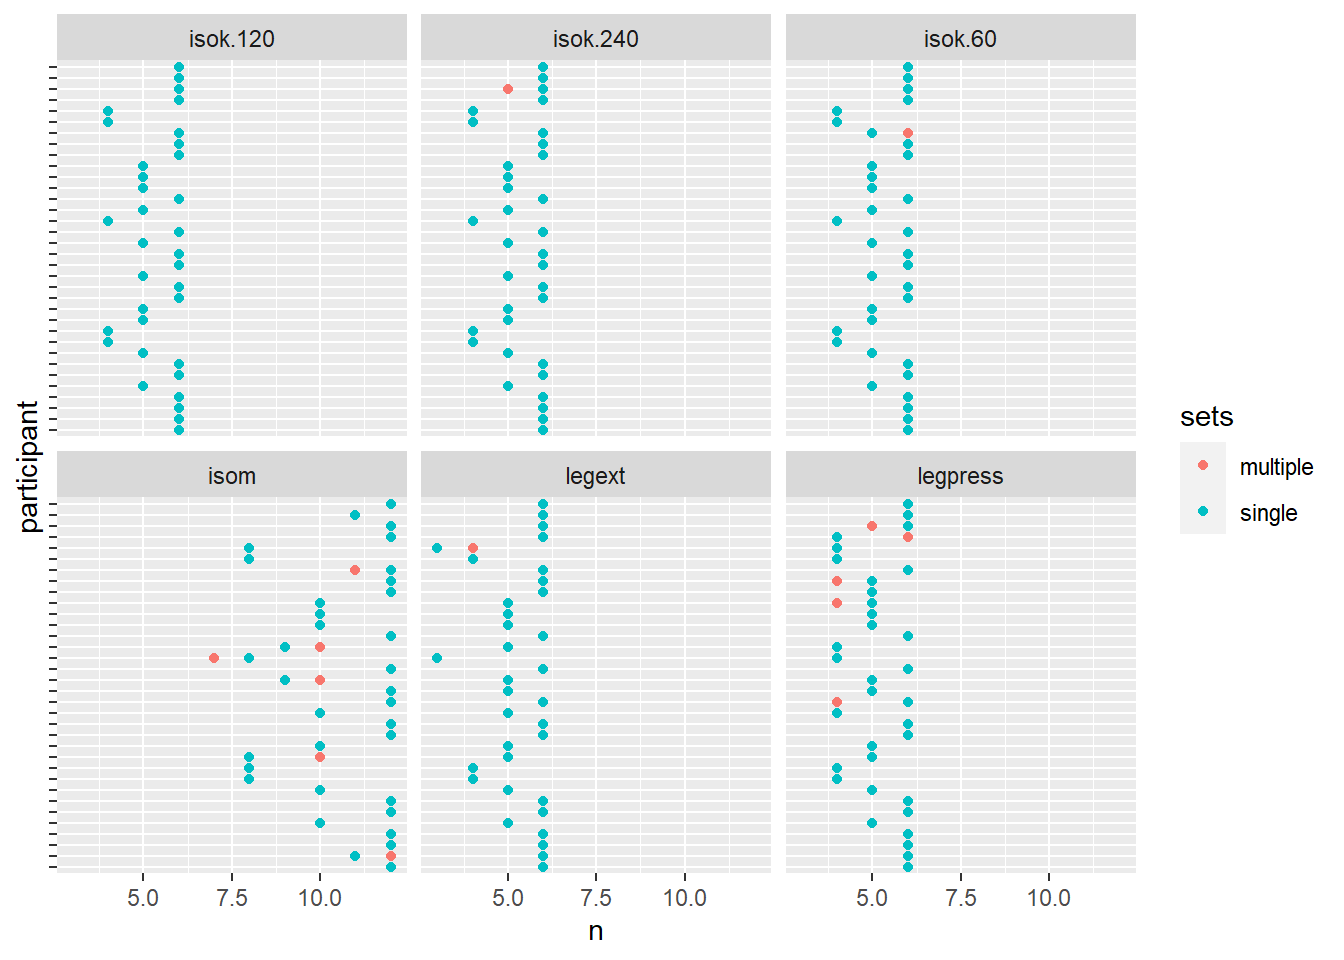 isok.120 isok.240 isok.60
participant
isom legext legpress
5.0 7.5 10.0 5.0 7.5 10.0 5.0 7.5 10.0
n
sets
multiple
single